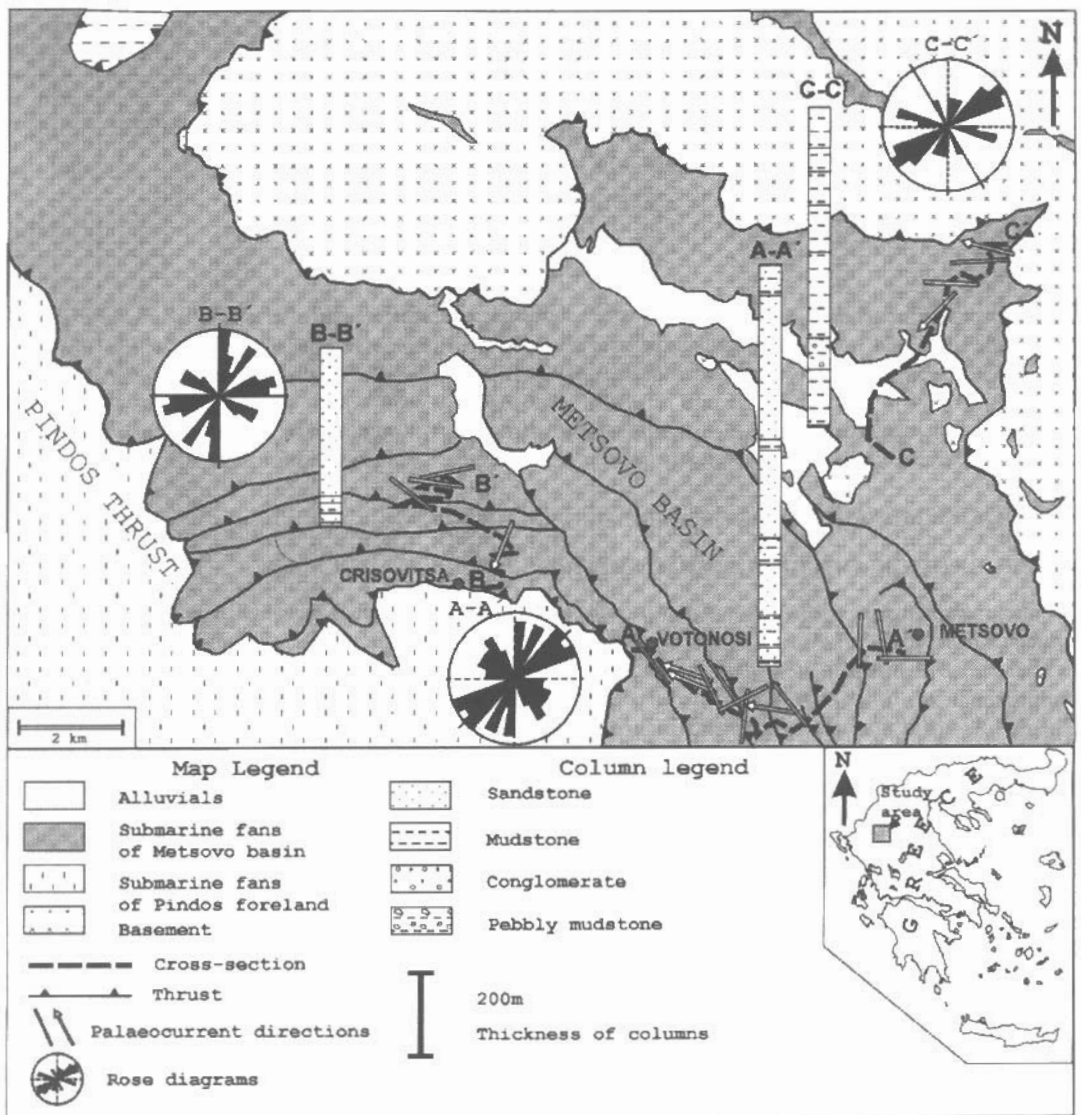 C-C´
N
C-C´
A-A´
C´
B-B´
B-B´
PINDOS THRUST
METSOVO BASIN
C
B´
CRISOVITSA
B
A-A
A
VOTONOSI
A´
METSOVO
2 km
Map Legend
Alluvials
Submarine fans
of Metsovo basin
Submarine fans
of Pindos foreland
Basement
Cross-section
Thrust
Palaeocurrent directions
Rose diagrams
Column legend
Sandstone
Mudstone
Conglomerate
Pebbly mudstone
200m
Thickness of columns
N
Study
area
GREECE